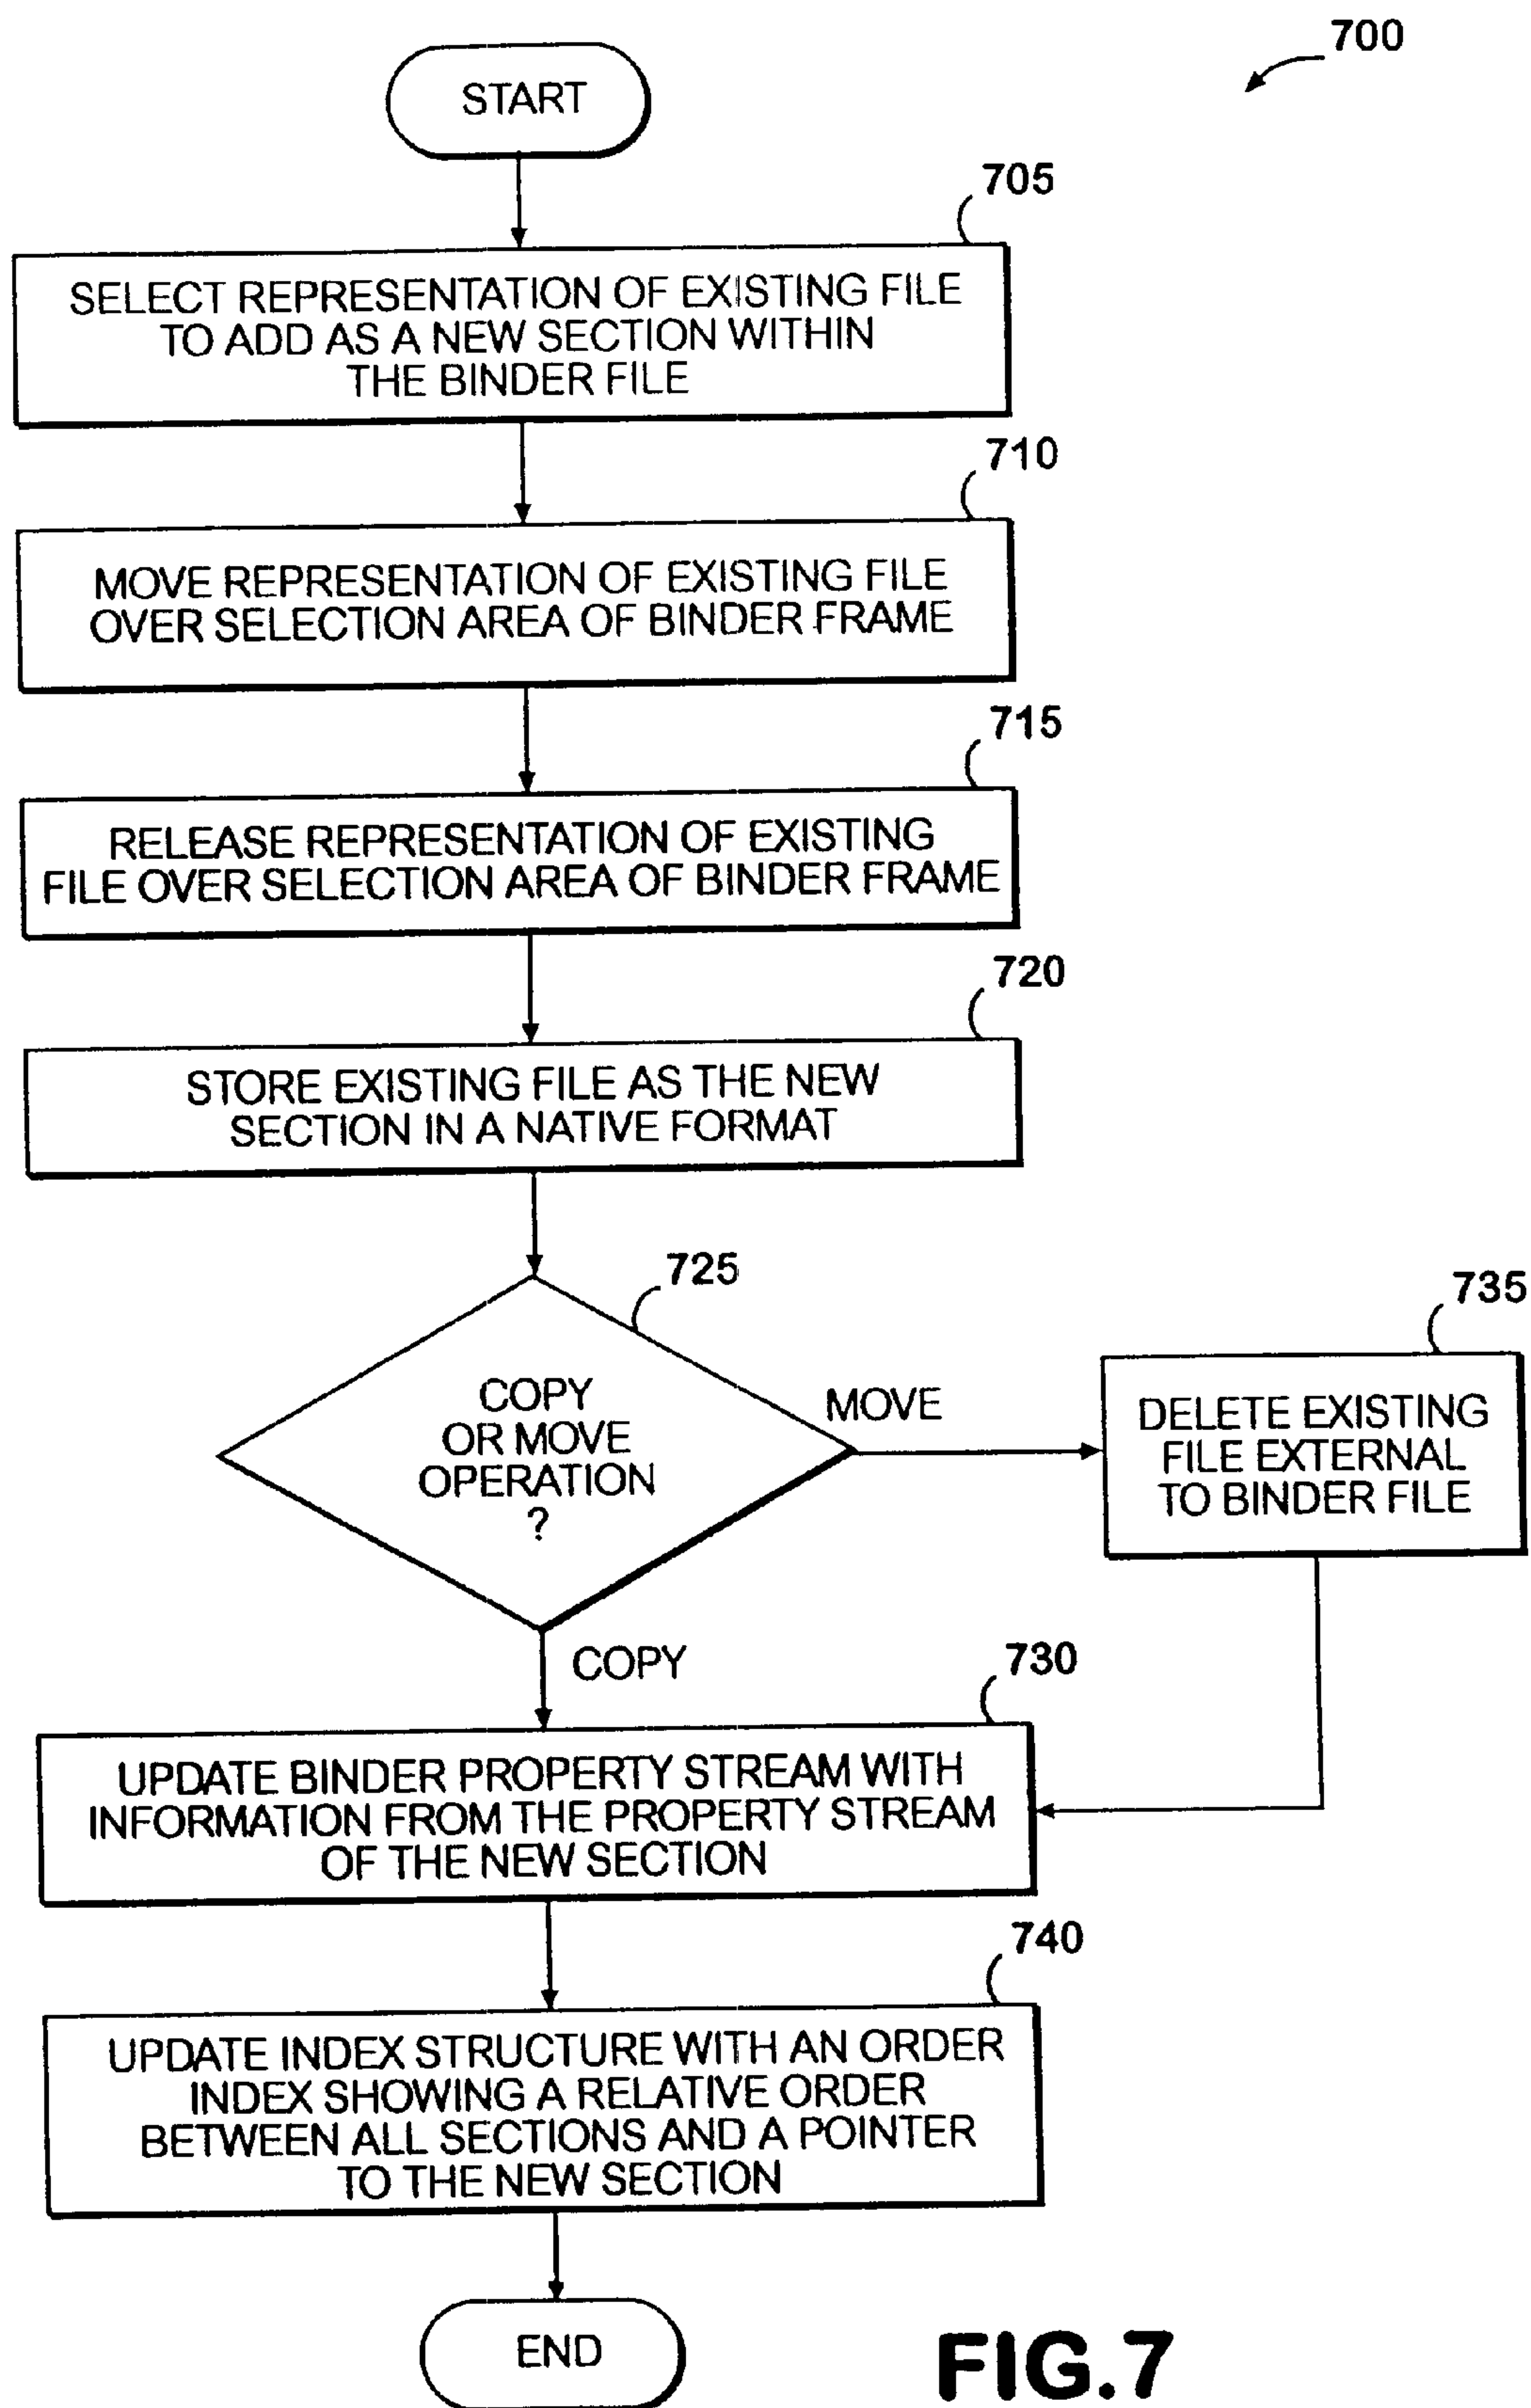 700
START
705
SELECT REPRESENTATION OF EXISTING FILE
TO ADD AS A NEW SECTION WITHIN
THE BINDER FILE
710
MOVE REPRESENTATION OF EXISTING FILE
OVER SELECTION AREA OF BINDER FRAME
715
RELEASE REPRESENTATION OF EXISTING
FILE OVER SELECTION AREA OF BINDER FRAME
720
STORE EXISTING FILE AS THE NEW
SECTION IN A NATIVE FORMAT
725
COPY
OR MOVE
OPERATION
?
MOVE
735
DELETE EXISTING
FILE EXTERNAL
TO BINDER FILE
COPY
730
UPDATE BINDER PROPERTY STREAM WITH
INFORMATION FROM THE PROPERTY STREAM
OF THE NEW SECTION
740
UPDATE INDEX STRUCTURE WITH AN ORDER
INDEX SHOWING A RELATIVE ORDER
BETWEEN ALL SECTIONS AND A POINTER
TO THE NEW SECTION
END
FIG.7